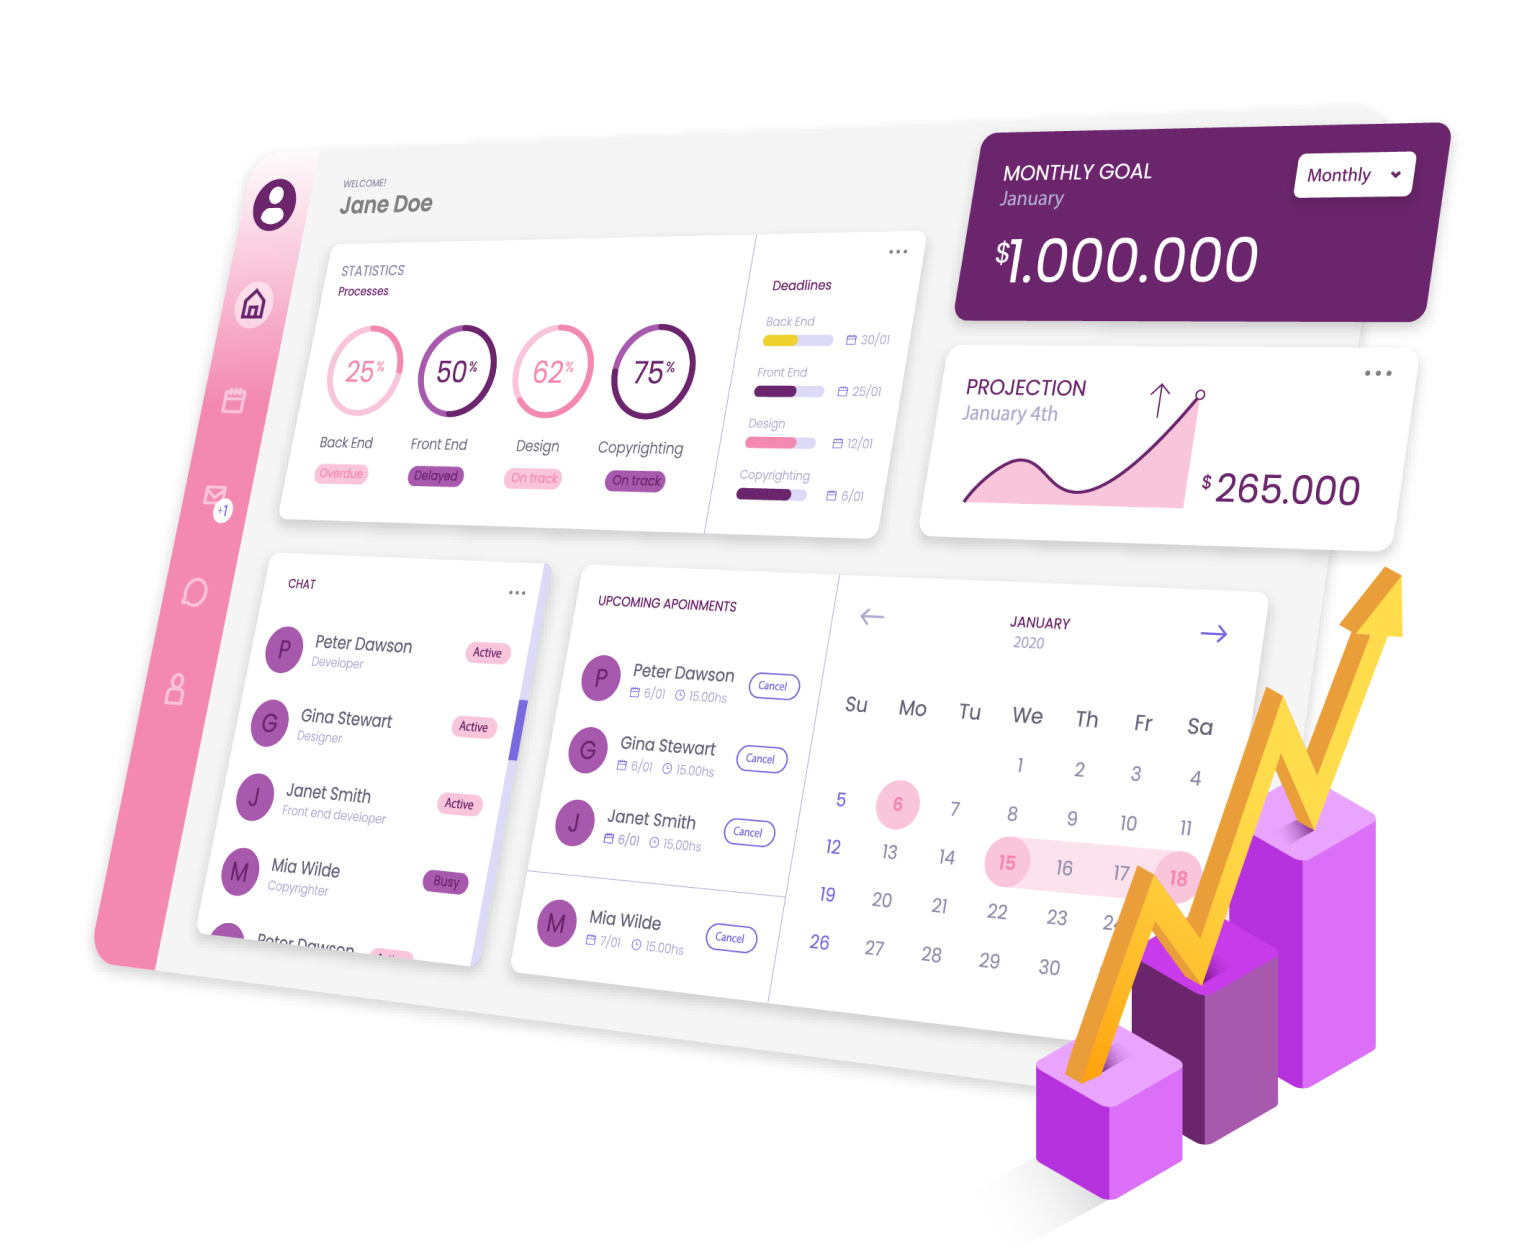 WELCOME!
Jane Doe
+1
STATISTICS
Processes
25%
50%
62%
75%
Back End
Front End
Design
Copyrighting
Overdue
Delayed
On track
On track
Deadlines
Back End
30/01
Front End
25/01
Design
12/01
Copyrighting
6/01
MONTHLY GOAL
January
Monthly
$1.000.000
PROJECTION
January 4th
$265.000
CHAT
P
Peter Dawson
Developer
Active
G
Gina Stewart
Designer
Active
J
Janet Smith
Front end developer
Active
M
Mia Wilde
Copyrighter
Busy
Peter Dawson
UPCOMING APOINMENTS
P
Peter Dawson
6/01 15.00hs
Cancel
G
Gina Stewart
6/01 15.00hs
Cancel
J
Janet Smith
6/01 15.00hs
Cancel
M
Mia Wilde
7/01 15.00hs
Cancel
JANUARY
2020
Su Mo Tu We Th Fr Sa
1 2 3 4
5 6 7 8 9 10 11
12 13 14 15 16 17 18
19 20 21 22 23
26 27 28 29 30